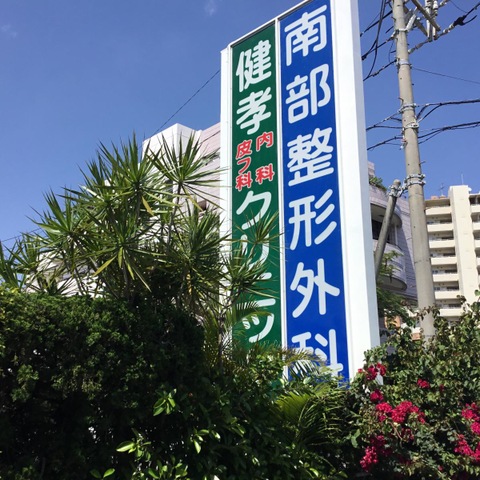 南部整形外科
健孝
内科
皮フ科
クリニッ